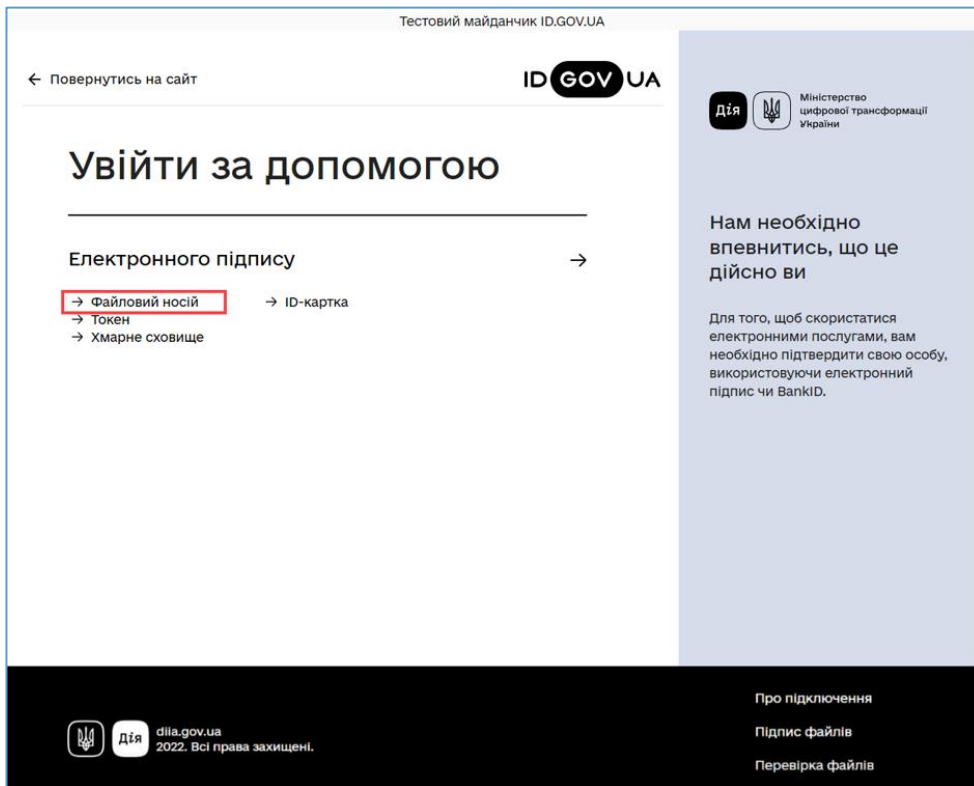 Тестовий майданчик ID.GOV.UA
← Повернутись на сайт
ID GOV UA
Увійти за допомогою
Електронного підпису →
→ Файловий носій
→ ID-картка
→ Токен
→ Хмарне сховище
Дія
Міністерство
цифрової трансформації
України
Нам необхідно
впевнитись, що це
дійсно ви
Для того, щоб скористатися
електронними послугами, вам
необхідно підтвердити свою особу,
використовуючи електронний
підпис чи BankID.
Дія
diia.gov.ua
2022. Всі права захищені.
Про підключення
Підпис файлів
Перевірка файлів